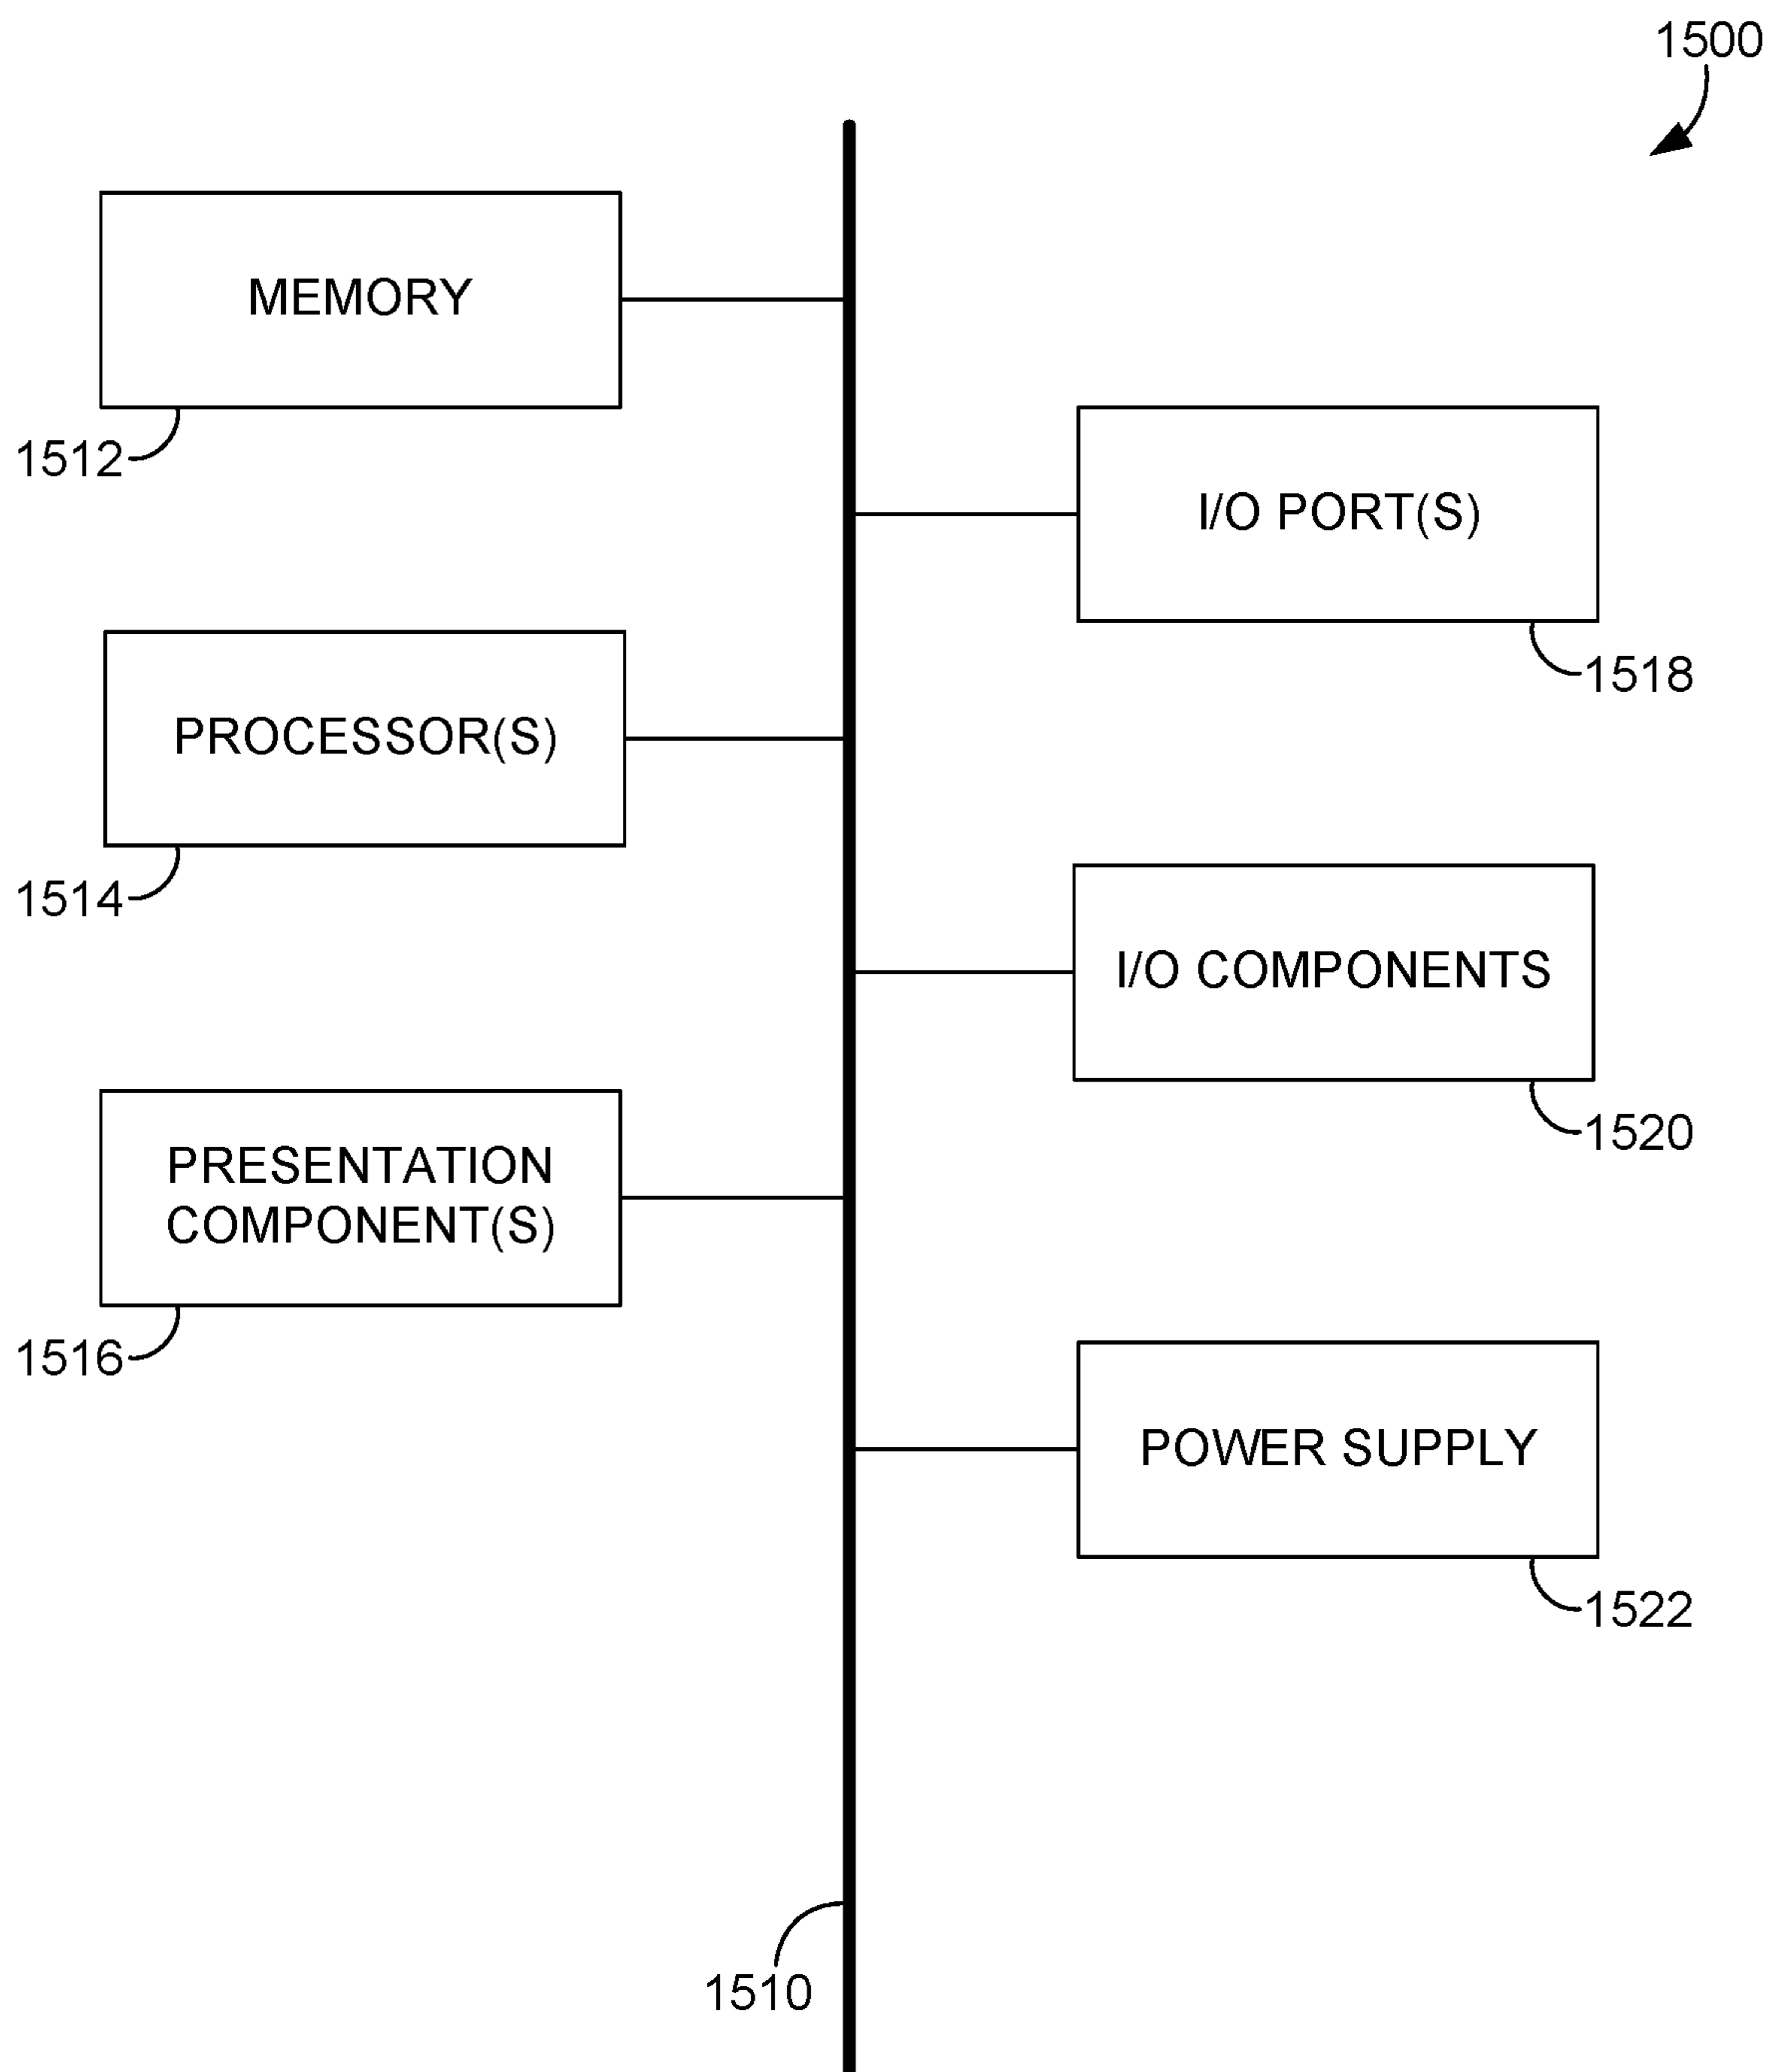 1500
MEMORY
1512
I/O PORT(S)
1518
PROCESSOR(S)
1514
I/O COMPONENTS
1520
PRESENTATION
COMPONENT(S)
1516
POWER SUPPLY
1522
1510